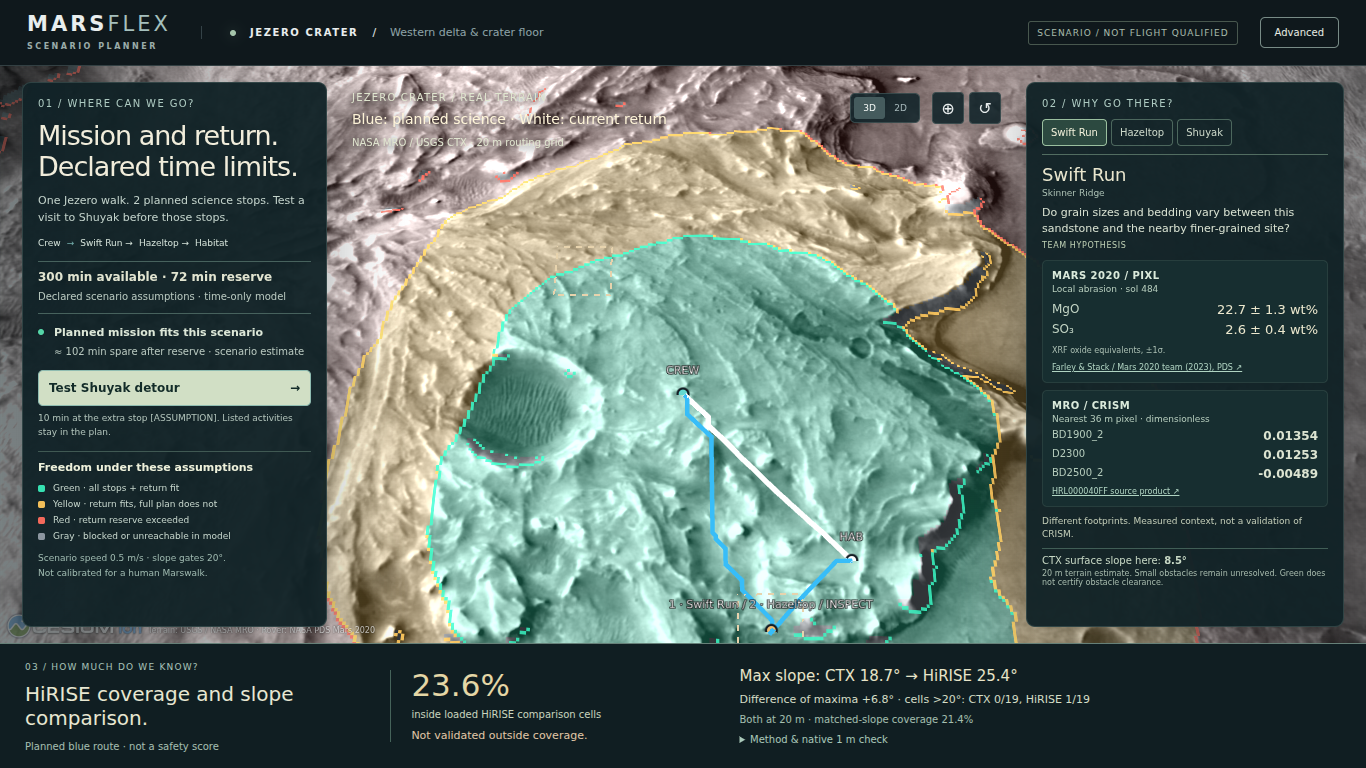 MARSFLEX
SCENARIO PLANNER
JEZERO CRATER / Western delta & crater floor
SCENARIO / NOT FLIGHT QUALIFIED
Advanced
01 / WHERE CAN WE GO?
Mission and return.
Declared time limits.
One Jezero walk. 2 planned science stops. Test a
visit to Shuyak before those stops.
Crew → Swift Run → Hazeltop → Habitat
300 min available · 72 min reserve
Declared scenario assumptions · time-only model
Planned mission fits this scenario
≈ 102 min spare after reserve · scenario estimate
Test Shuyak detour →
10 min at the extra stop [ASSUMPTION]. Listed activities
stay in the plan.
Freedom under these assumptions
Green · all stops + return fit
Yellow · return fits, full plan does not
Red · return reserve exceeded
Gray · blocked or unreachable in model
Scenario speed 0.5 m/s · slope gates 20°.
Not calibrated for a human Marswalk.
JEZERO CRATER / REAL TERRAIN
Blue: planned science · White: current return
NASA MRO / USGS CTX · 20 m routing grid
3D 2D
CREW
HAB
1 · Swift Run / 2 · Hazeltop / INSPECT
CESIUM
NASA PDS Mars 2020
02 / WHY GO THERE?
Swift Run Hazeltop Shuyak
Swift Run
Skinner Ridge
Do grain sizes and bedding vary between this
sandstone and the nearby finer-grained site?
TEAM HYPOTHESIS
MARS 2020 / PIXL
Local abrasion · sol 484
MgO 22.7 ± 1.3 wt%
SO₃ 2.6 ± 0.4 wt%
XRF oxide equivalents, ±1σ.
Farley & Stack / Mars 2020 team (2023), PDS ↗
MRO / CRISM
Nearest 36 m pixel · dimensionless
BD1900_2 0.01354
D2300 0.01253
BD2500_2 -0.00489
HRL000040FF source product ↗
Different footprints. Measured context, not a validation of
CRISM.
CTX surface slope here: 8.5°
20 m terrain estimate. Small obstacles remain unresolved. Green does
not certify obstacle clearance.
03 / HOW MUCH DO WE KNOW?
HiRISE coverage and slope
comparison.
Planned blue route · not a safety score
23.6%
inside loaded HiRISE comparison cells
Not validated outside coverage.
Max slope: CTX 18.7° → HiRISE 25.4°
Difference of maxima +6.8° · cells >20°: CTX 0/19, HiRISE 1/19
Both at 20 m · matched-slope coverage 21.4%
Method & native 1 m check